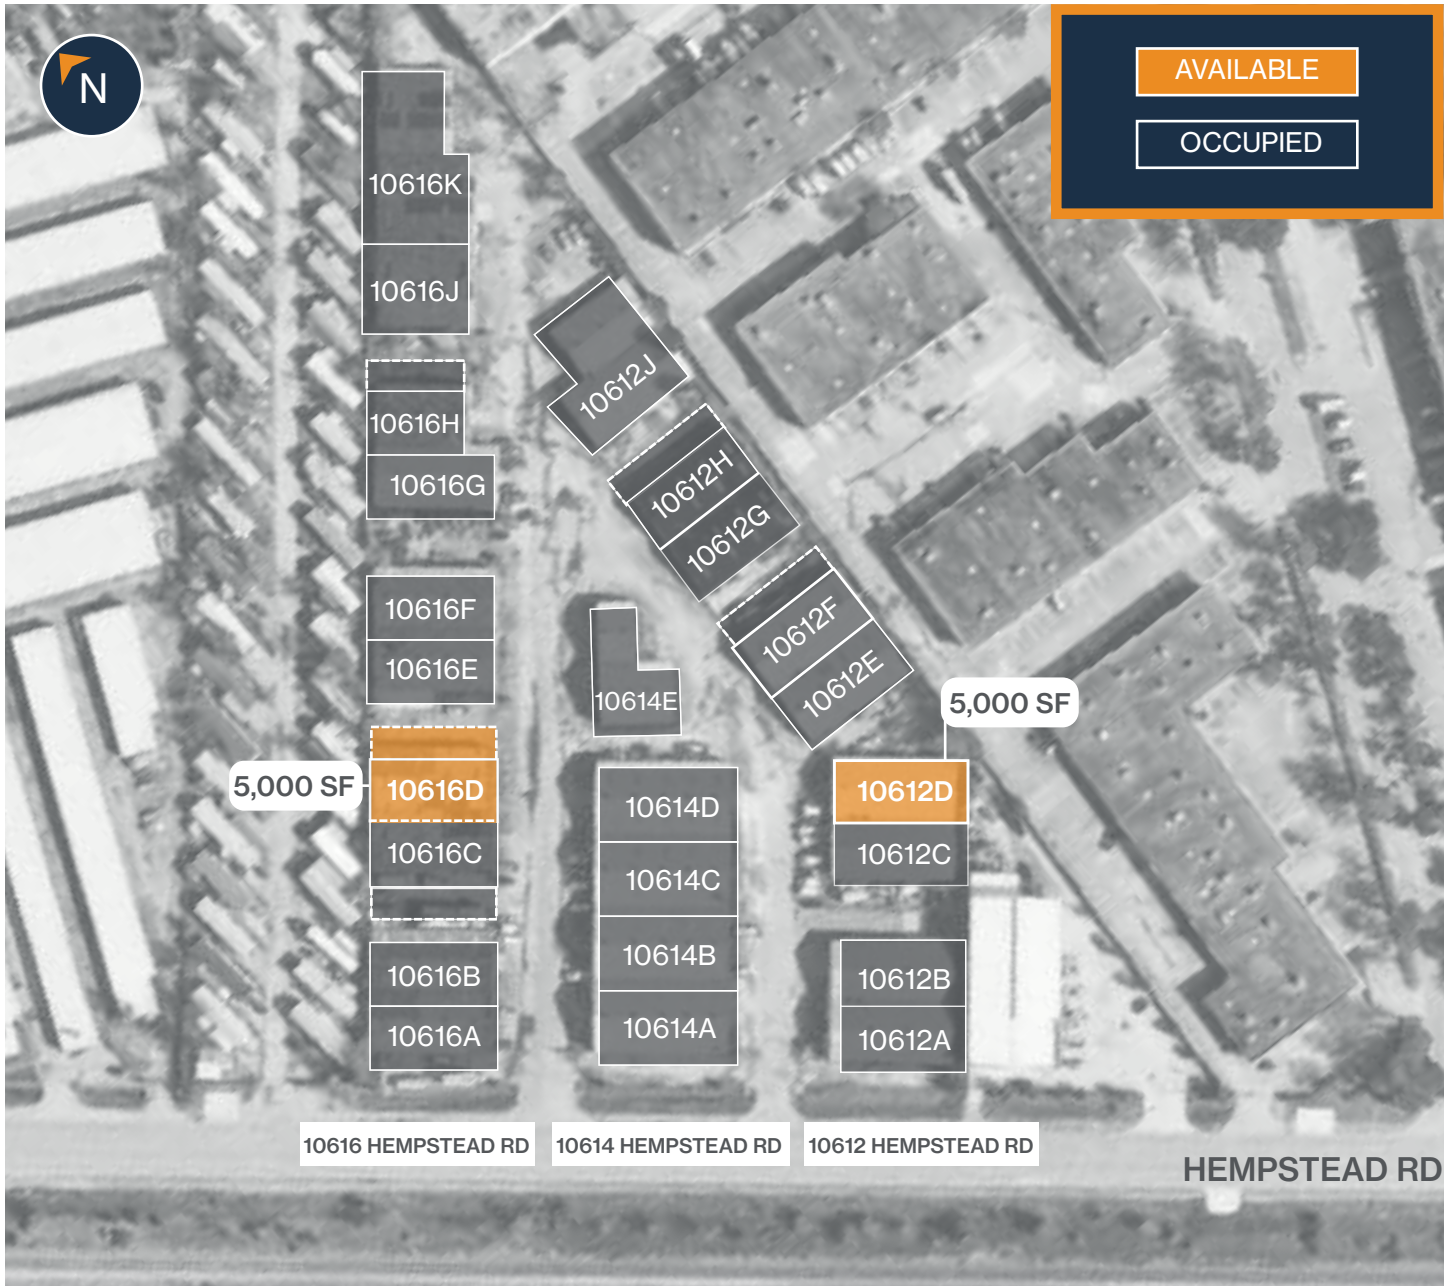 N
AVAILABLE
OCCUPIED
10616K
10616J
10616H
10616G
10616F
10616E
5,000 SF
10616D
10616C
10616B
10616A
10612J
10612H
10612G
10612F
10612E
10614E
10614D
10614C
10614B
10614A
5,000 SF
10612D
10612C
10612B
10612A
10616 HEMPSTEAD RD
10614 HEMPSTEAD RD
10612 HEMPSTEAD RD
HEMPSTEAD RD